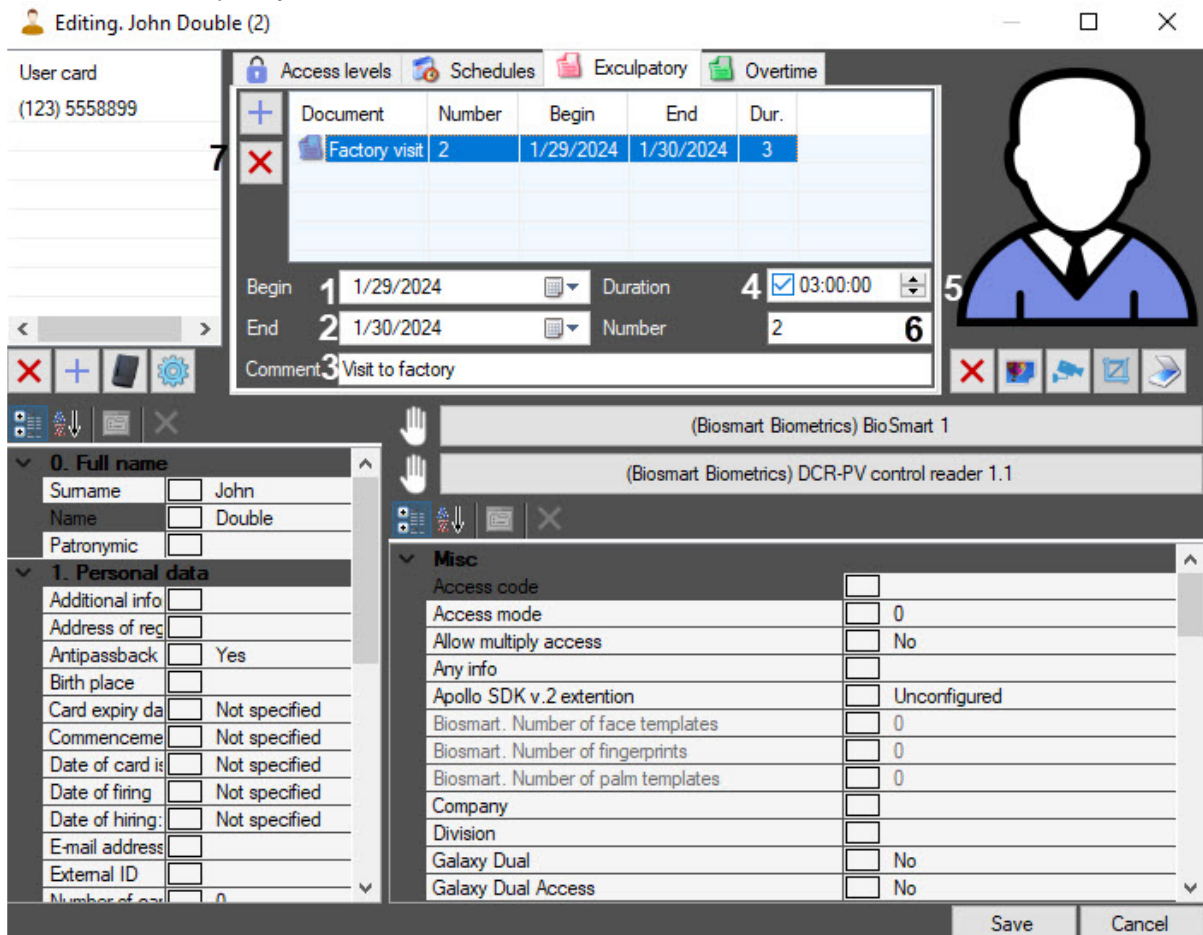 Editing. John Double (2)
User card
(123) 5558899
Access levels Schedules Exculpatory Overtime
Document Number Begin End Dur.
Factory visit 2 1/29/2024 1/30/2024 3
7
Begin 1 1/29/2024 Duration 4 03:00:00 5
End 2 1/30/2024 Number 2 6
Comment 3 Visit to factory
(Biosmart Biometrics) BioSmart 1
(Biosmart Biometrics) DCR-PV control reader 1.1
0. Full name
Surname John
Name Double
Patronymic
1. Personal data
Additional info
Address of reg
Antipassback Yes
Birth place
Card expiry da Not specified
Commenceme Not specified
Date of card is Not specified
Date of firing Not specified
Date of hiring: Not specified
E-mail address
External ID
Number of car 0
Misc
Access code
Access mode 0
Allow multiply access No
Any info
Apollo SDK v.2 extention Unconfigured
Biosmart. Number of face templates 0
Biosmart. Number of fingerprints 0
Biosmart. Number of palm templates 0
Company
Division
Galaxy Dual No
Galaxy Dual Access No
Save Cancel